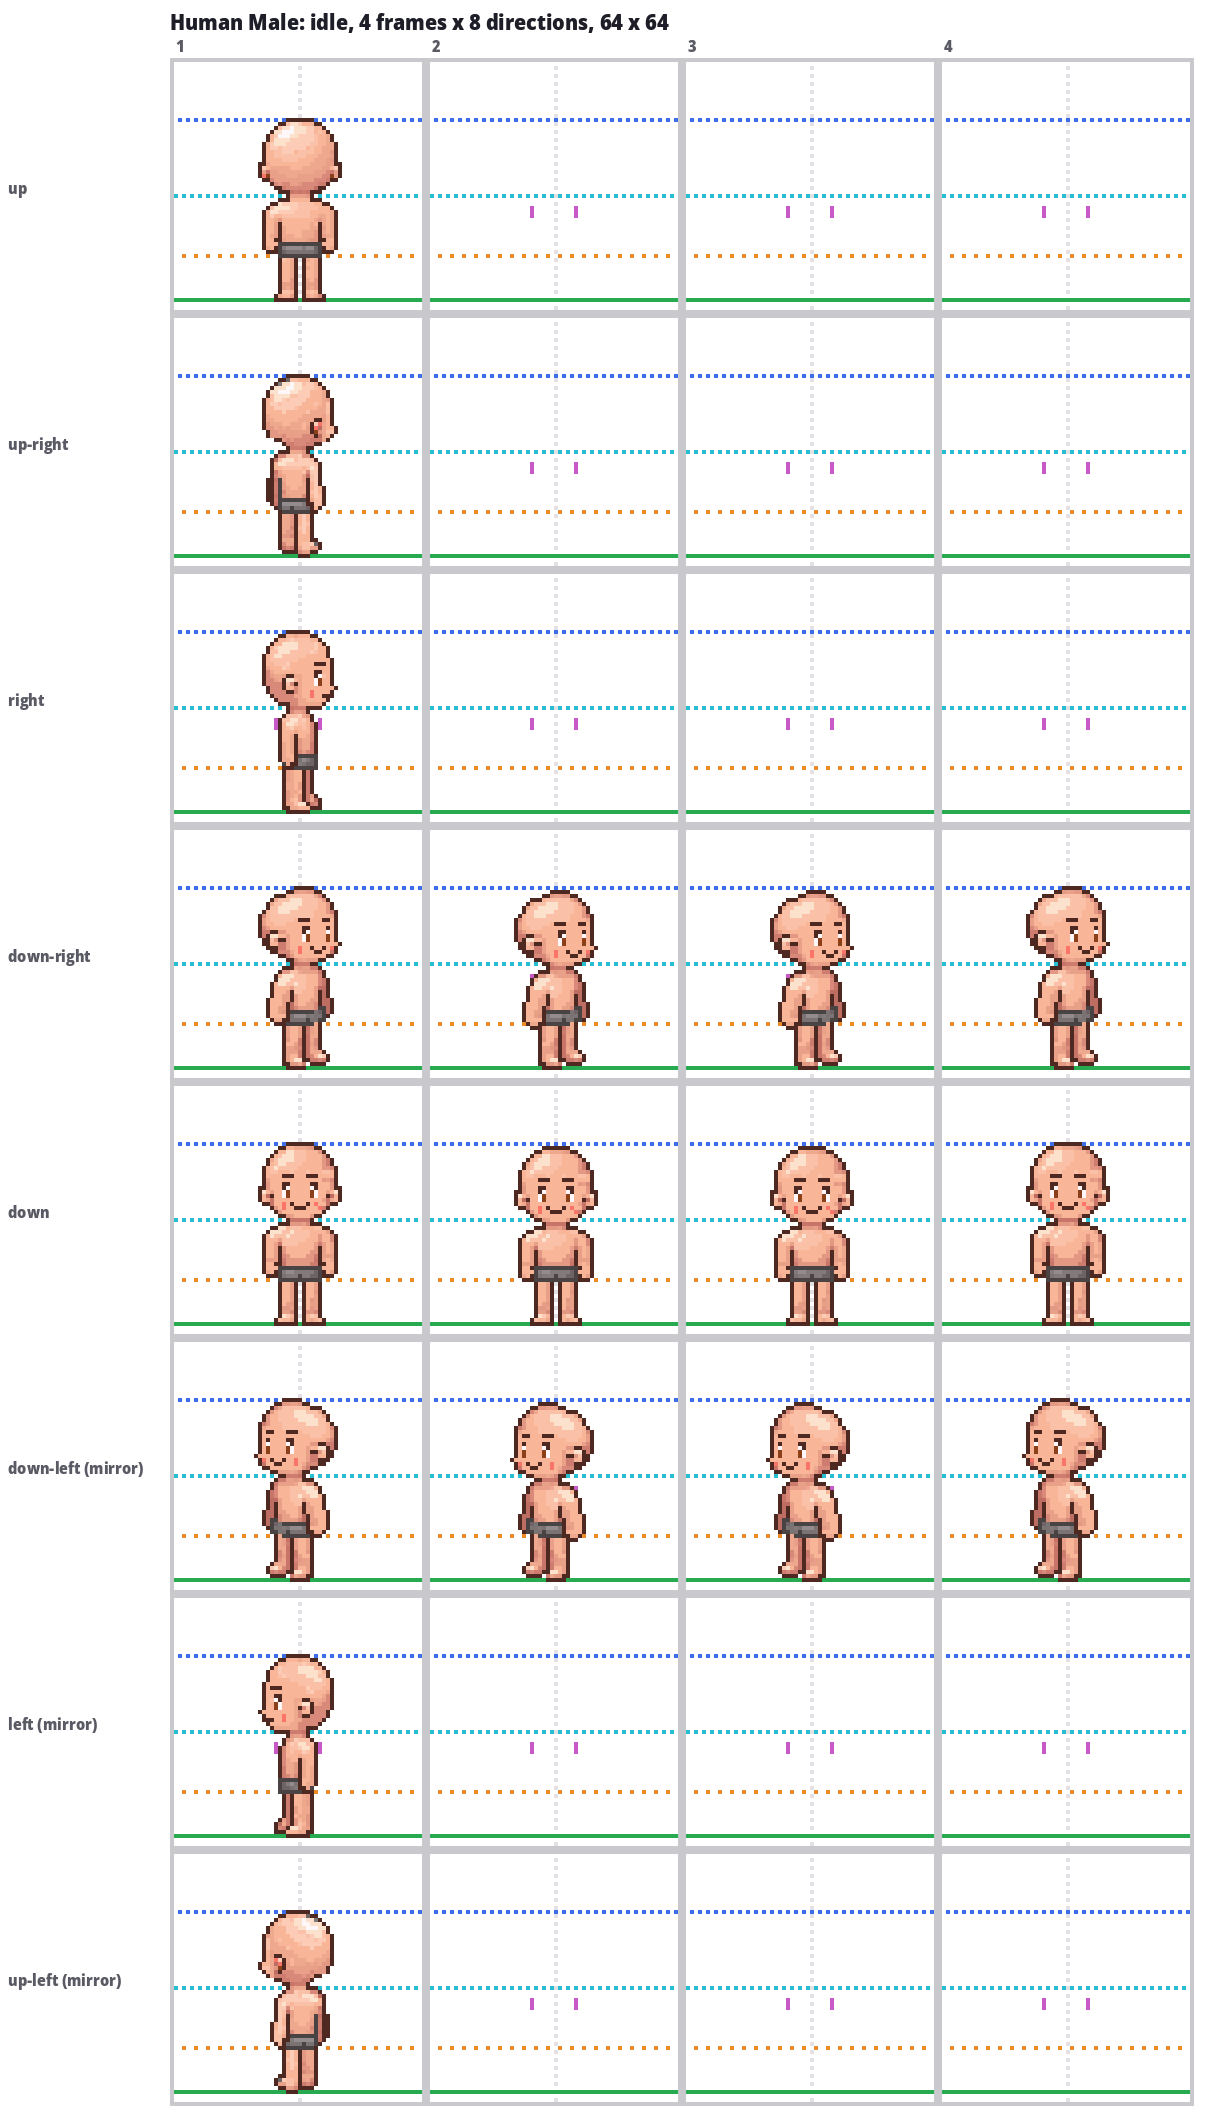 Human Male: idle, 4 frames x 8 directions, 64 x 64
1 2 3 4
up
up-right
right
down-right
down
down-left (mirror)
left (mirror)
up-left (mirror)